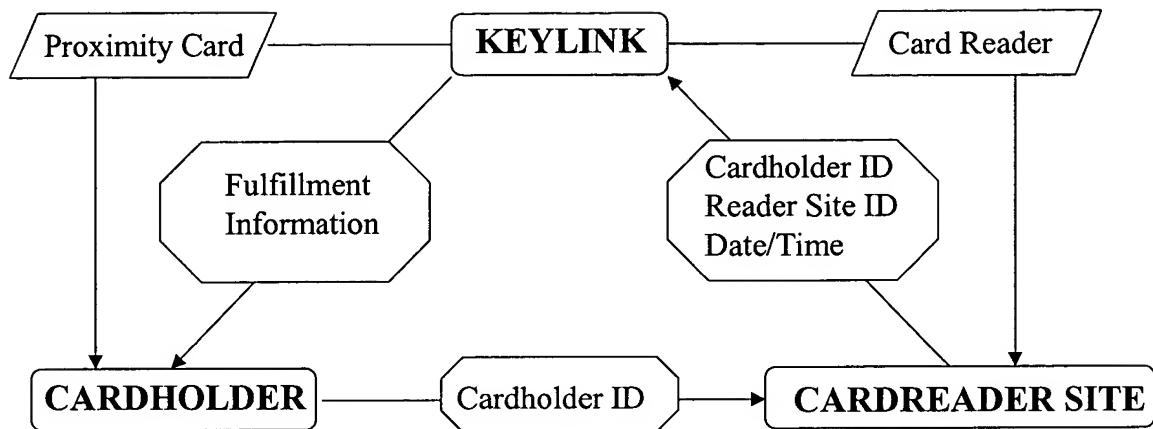 Proximity Card
KEYLINK
Card Reader
Fulfillment
Information
Cardholder ID
Reader Site ID
Date/Time
CARDHOLDER
Cardholder ID
CARDREADER SITE